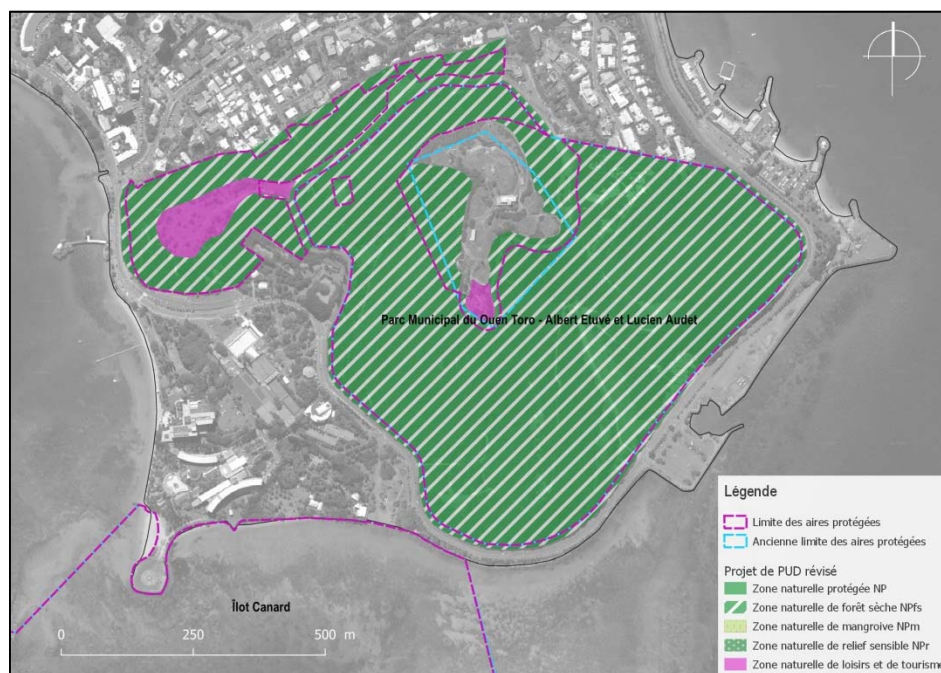 Parc Municipal du Ouen Toro - Albert Etuvé et Lucien Audet
Îlot Canard
0 250 500 m
Légende
Limite des aires protégées
Ancienne limite des aires protégées
Projet de PUD révisé
Zone naturelle protégée NP
Zone naturelle de forêt sèche NPfs
Zone naturelle de mangroive NPm
Zone naturelle de relief sensible NPr
Zone naturelle de loisirs et de tourisme